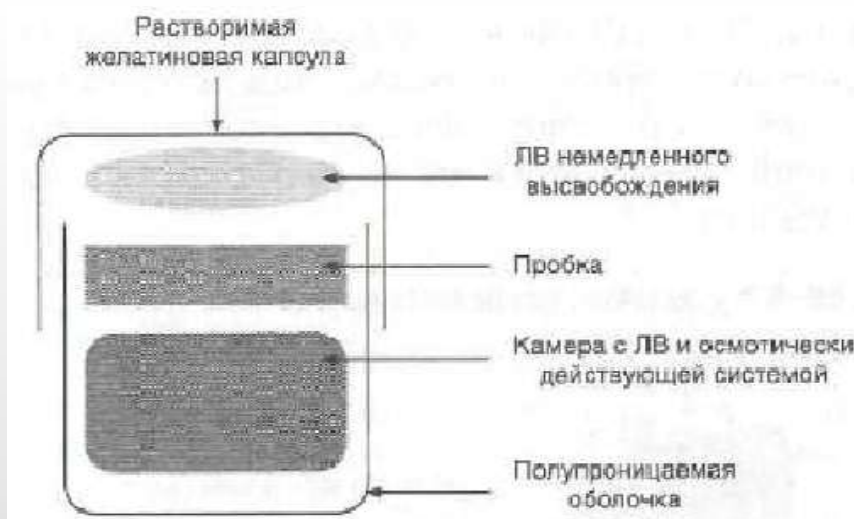 Растворимая
желатиновая капсула
ЛВ немедленного
высвобождения
Пробка
Камера с ЛВ и осмотически
действующей системой
Полупроницаемая
оболочка